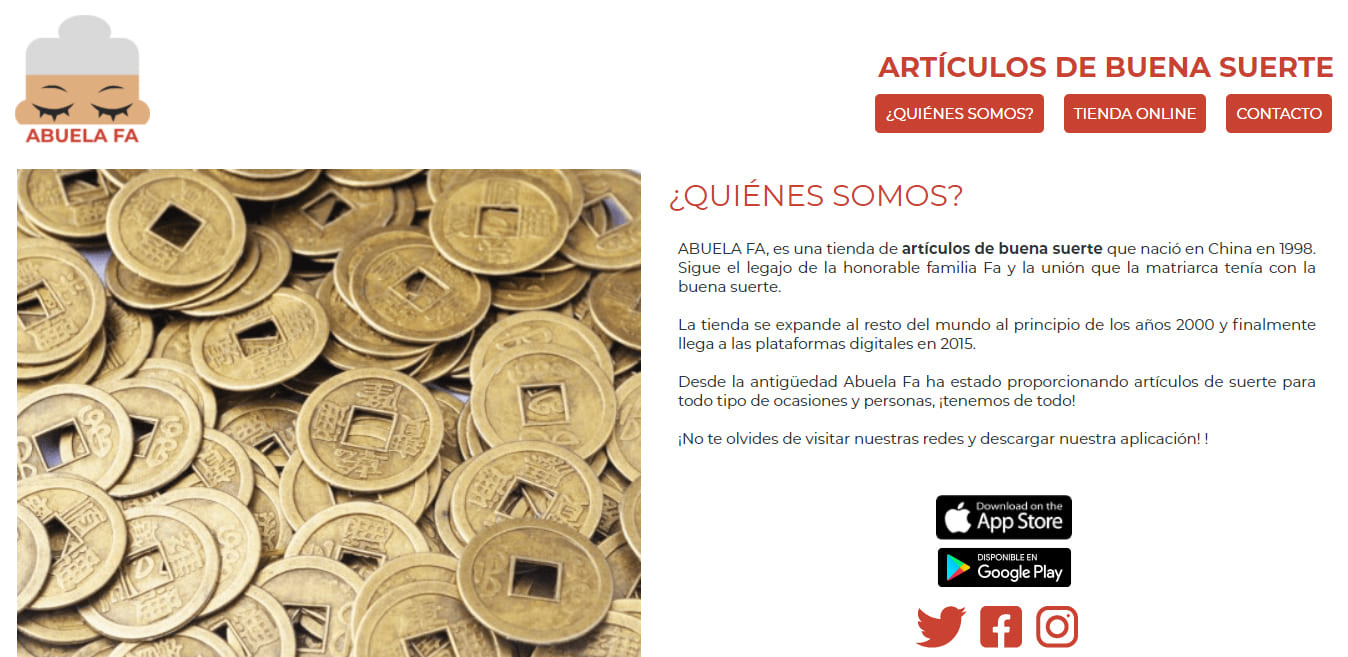 ABUELA FA
ARTÍCULOS DE BUENA SUERTE
¿QUIÉNES SOMOS?
TIENDA ONLINE
CONTACTO
¿QUIÉNES SOMOS?
ABUELA FA, es una tienda de artículos de buena suerte que nació en China en 1998.
Sigue el legajo de la honorable familia Fa y la unión que la matriarca tenía con la
buena suerte.
La tienda se expande al resto del mundo al principio de los años 2000 y finalmente
llega a las plataformas digitales en 2015.
Desde la antigüedad Abuela Fa ha estado proporcionando artículos de suerte para
todo tipo de ocasiones y personas, ¡tenemos de todo!
¡No te olvides de visitar nuestras redes y descargar nuestra aplicación! !
Download on the
App Store
DISPONIBLE EN
Google Play